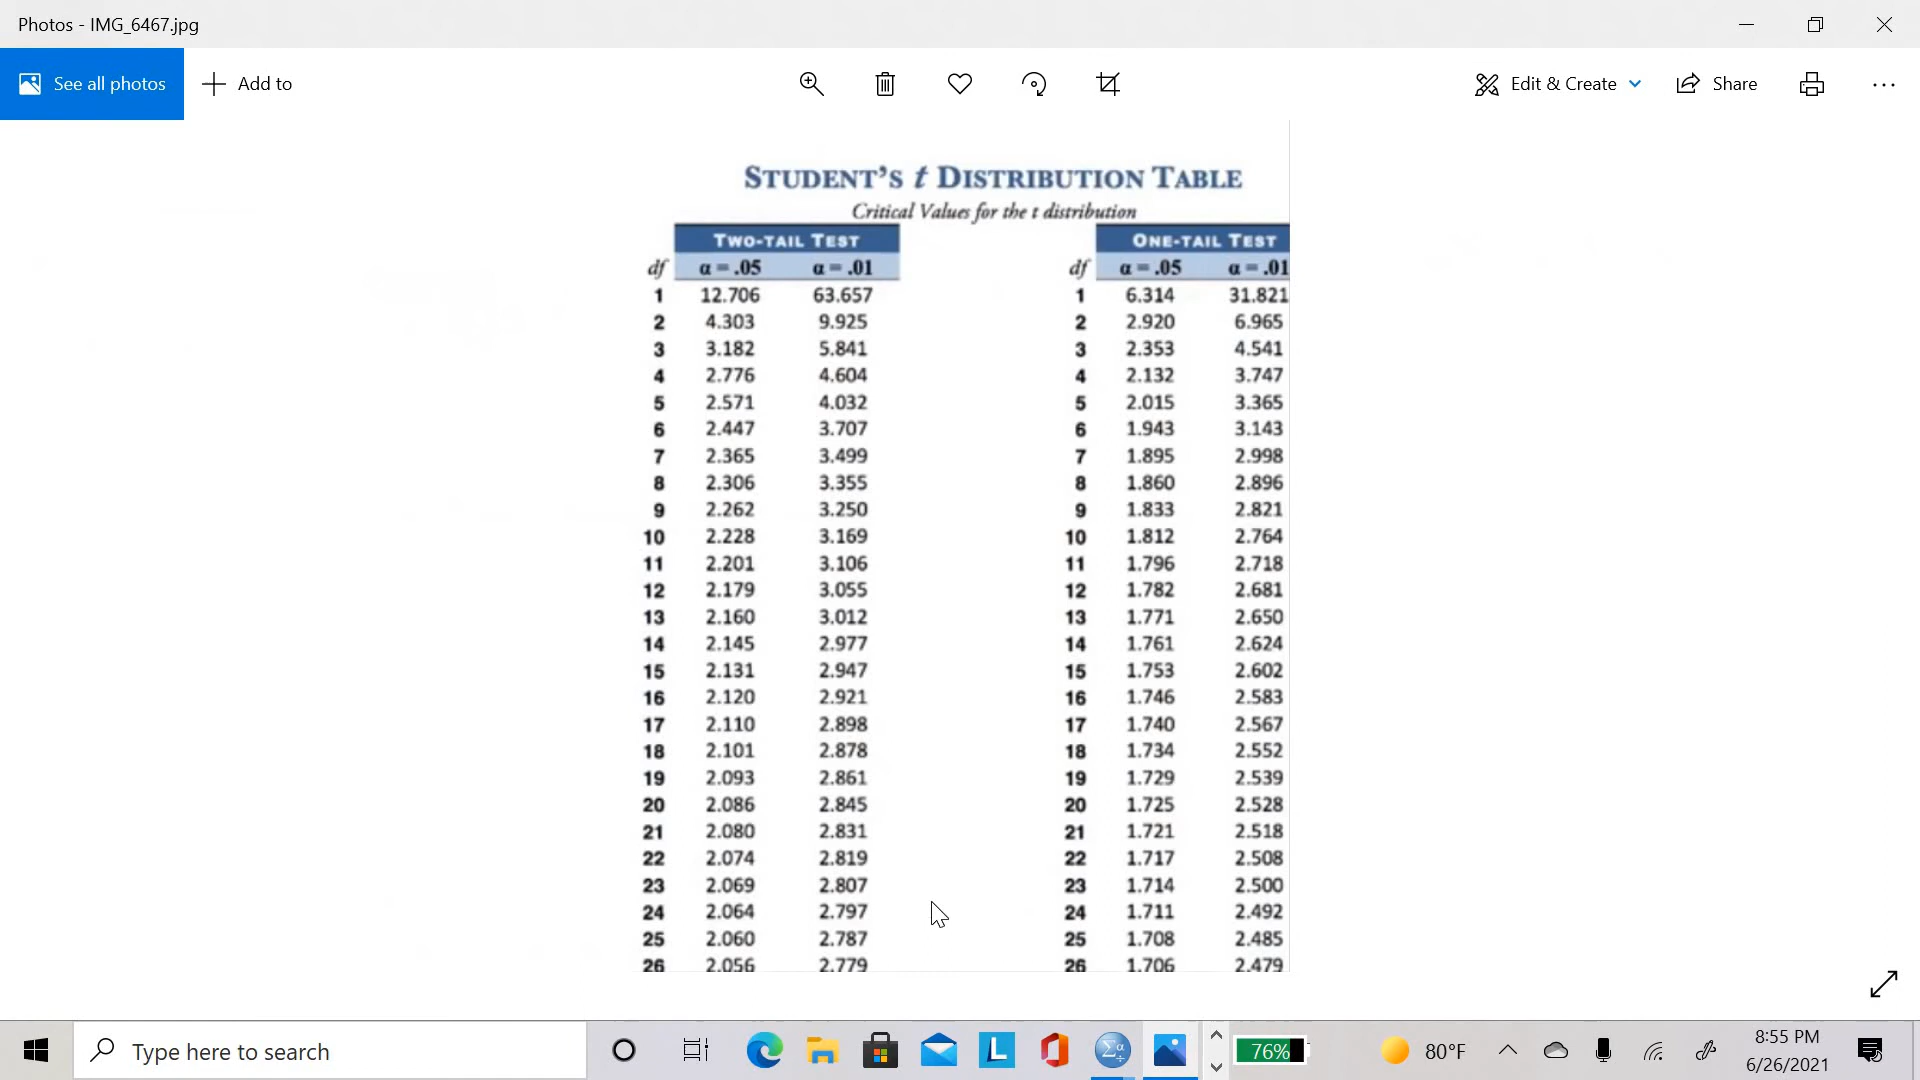 Photos - IMG_6467.jpg
See all photos
Add to
Edit & Create
Share
STUDENT'S t DISTRIBUTION TABLE
Critical Values for the t distribution
TWO-TAIL TEST ONE-TAIL TEST
df α = .05 α = .01 df α = .05 α = .01
1 12.706 63.657 1 6.314 31.821
2 4.303 9.925 2 2.920 6.965
3 3.182 5.841 3 2.353 4.541
4 2.776 4.604 4 2.132 3.747
5 2.571 4.032 5 2.015 3.365
6 2.447 3.707 6 1.943 3.143
7 2.365 3.499 7 1.895 2.998
8 2.306 3.355 8 1.860 2.896
9 2.262 3.250 9 1.833 2.821
10 2.228 3.169 10 1.812 2.764
11 2.201 3.106 11 1.796 2.718
12 2.179 3.055 12 1.782 2.681
13 2.160 3.012 13 1.771 2.650
14 2.145 2.977 14 1.761 2.624
15 2.131 2.947 15 1.753 2.602
16 2.120 2.921 16 1.746 2.583
17 2.110 2.898 17 1.740 2.567
18 2.101 2.878 18 1.734 2.552
19 2.093 2.861 19 1.729 2.539
20 2.086 2.845 20 1.725 2.528
21 2.080 2.831 21 1.721 2.518
22 2.074 2.819 22 1.717 2.508
23 2.069 2.807 23 1.714 2.500
24 2.064 2.797 24 1.711 2.492
25 2.060 2.787 25 1.708 2.485
26 2.056 2.779 26 1.706 2.479
Type here to search
L
Σα
76%
80°F
8:55 PM
6/26/2021